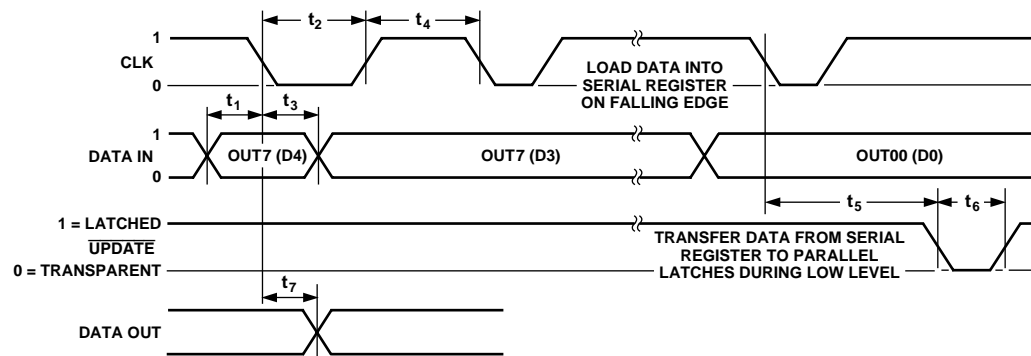 t2
t4
1
CLK
0
LOAD DATA INTO
SERIAL REGISTER
ON FALLING EDGE
t1
t3
1
DATA IN
0
OUT7 (D4)
OUT7 (D3)
OUT00 (D0)
t5
t6
1 = LATCHED
UPDATE
0 = TRANSPARENT
TRANSFER DATA FROM SERIAL
REGISTER TO PARALLEL
LATCHES DURING LOW LEVEL
t7
DATA OUT